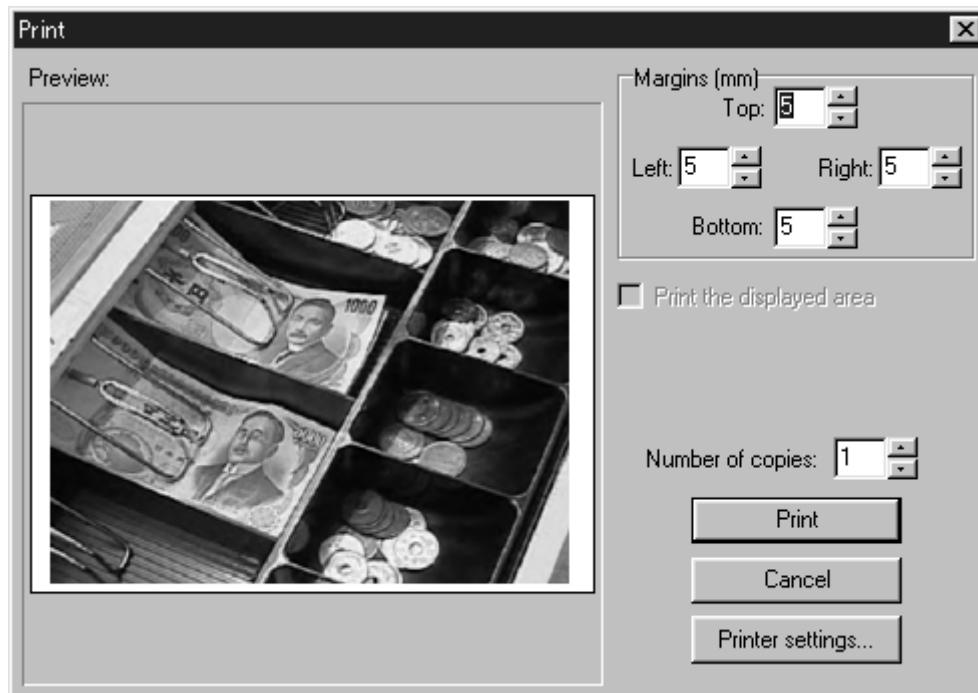 Print
Preview:
Margins (mm)
Top: 5
Left: 5 Right: 5
Bottom: 5
Print the displayed area
Number of copies: 1
Print
Cancel
Printer settings...
1000